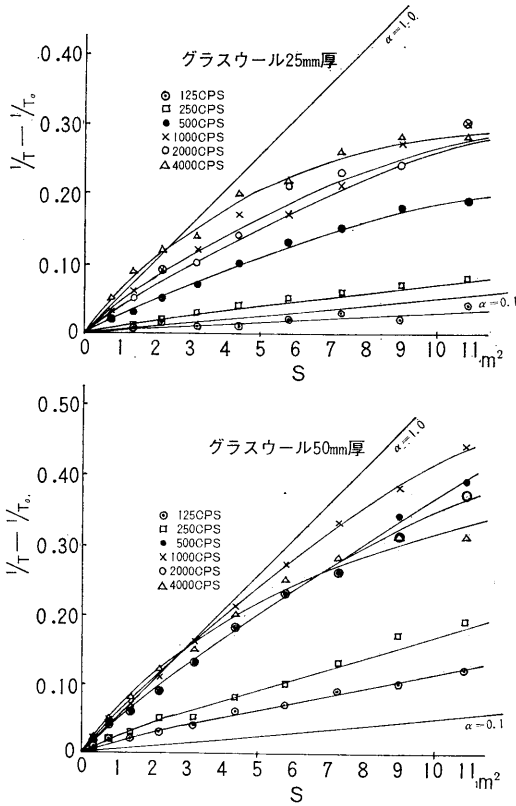 α=1.0
0.40
グラスウール25mm厚
125CPS
250CPS
500CPS
1000CPS
2000CPS
4000CPS
1/T — 1/T₀
0.30
0.20
0.10
0
α=0.1
0 1 2 3 4 5 6 7 8 9 10 11 m²
S
0.50
α=1.0
グラスウール50mm厚
0.40
125CPS
250CPS
500CPS
1000CPS
2000CPS
4000CPS
1/T — 1/T₀.
0.30
0.20
0.10
0
α=0.1
0 1 2 3 4 5 6 7 8 9 10 11 m²
S